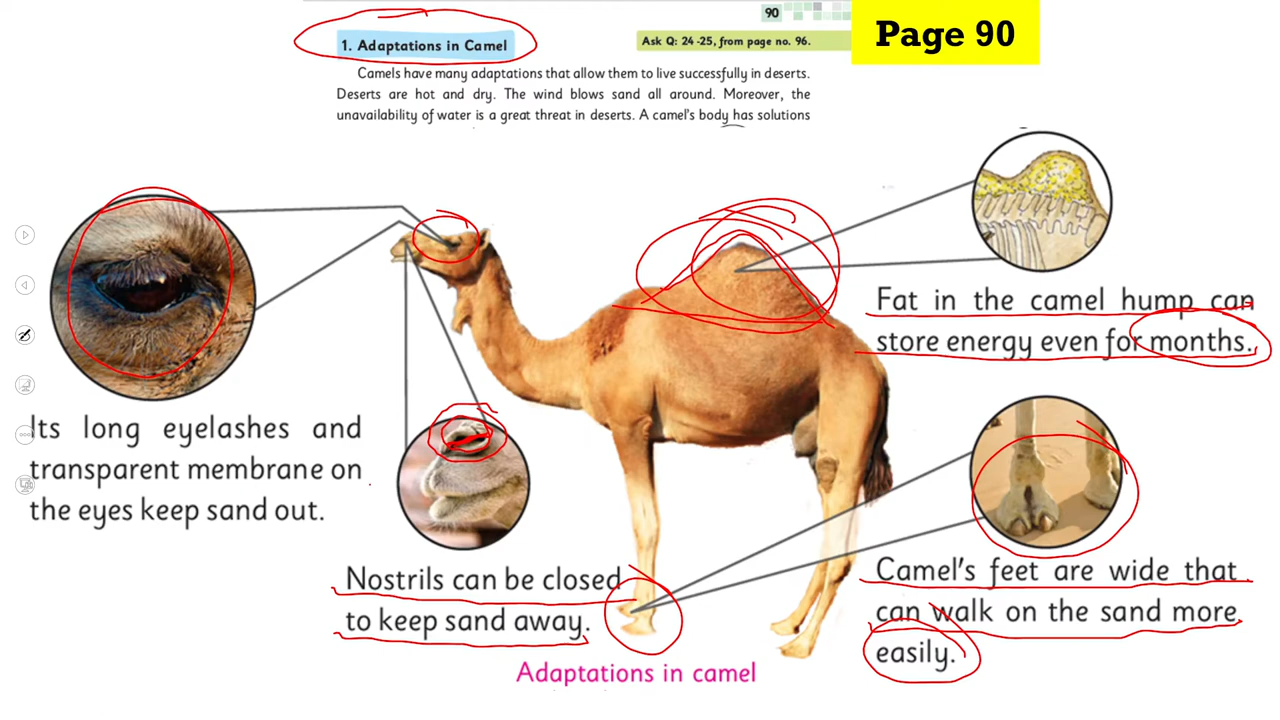 90
Page 90
1. Adaptations in Camel
Ask Q: 24 -25, from page no. 96.
Camels have many adaptations that allow them to live successfully in deserts.
Deserts are hot and dry. The wind blows sand all around. Moreover, the
unavailability of water is a great threat in deserts. A camel's body has solutions
Fat in the camel hump can
store energy even for months.
Its long eyelashes and
transparent membrane on
the eyes keep sand out.
Nostrils can be closed
to keep sand away.
Camel's feet are wide that
can walk on the sand more
easily.
Adaptations in camel